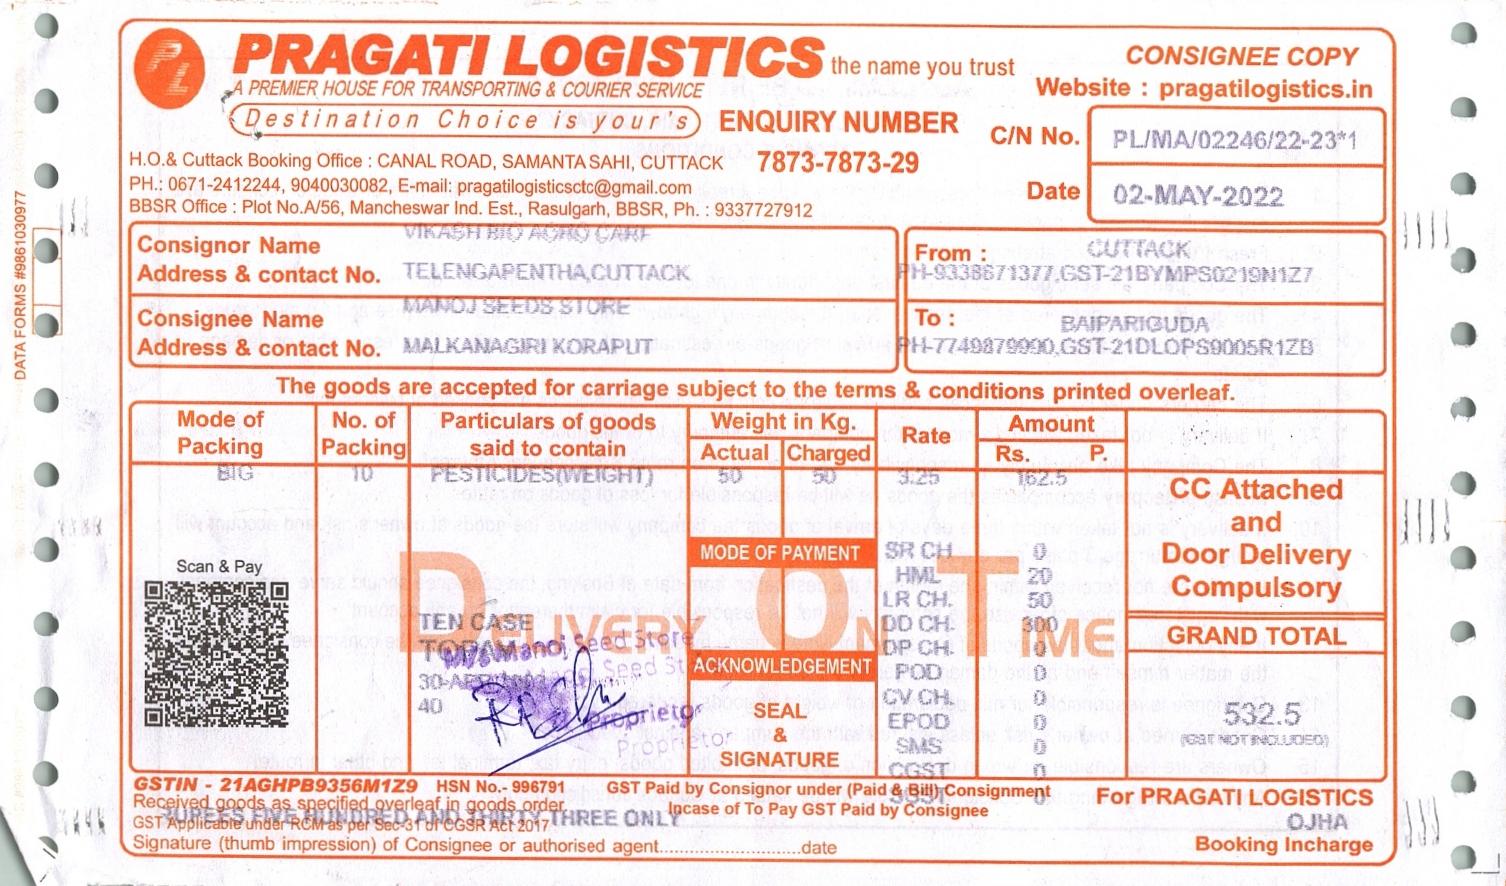 PL
PRAGATI LOGISTICS the name you trust
A PREMIER HOUSE FOR TRANSPORTING & COURIER SERVICE
Destination Choice is your's
CONSIGNEE COPY
Website : pragatilogistics.in
ENQUIRY NUMBER
7873-7873-29
C/N No. PL/MA/02246/22-23*1
Date 02-MAY-2022
H.O.& Cuttack Booking Office : CANAL ROAD, SAMANTA SAHI, CUTTACK
PH.: 0671-2412244, 9040030082, E-mail: pragatilogisticsctc@gmail.com
BBSR Office : Plot No.A/56, Mancheswar Ind. Est., Rasulgarh, BBSR, Ph. : 9337727912
DATA FORMS #9861030977
Consignor Name VIKASH BIO AGRO CARE
Address & contact No. TELENGAPENTHA,CUTTACK
From : CUTTACK
PH-9338671377,GST-21BYMPS0219N1Z7
Consignee Name MANOJ SEEDS STORE
Address & contact No. MALKANAGIRI KORAPUT
To : BAIPARIGUDA
PH-7749879990,GST-21DLOPS9005R1ZB
The goods are accepted for carriage subject to the terms & conditions printed overleaf.
Mode of Packing No. of Packing Particulars of goods said to contain Weight in Kg. Actual Charged Rate Amount Rs. P.
BIG 10 PESTICIDES(WEIGHT) 50 50 3.25 162.5
CC Attached
and
Door Delivery
Compulsory
GRAND TOTAL
532.5
(GST NOT INCLUDED)
Scan & Pay
DELIVERY ON TIME
TEN CASE
TOPAM
30-APR
40
M/s Manoj Seed Store
Seed St
Proprietor
Proprietor
MODE OF PAYMENT
ACKNOWLEDGEMENT
SEAL
&
SIGNATURE
SR CH 0
HML 20
LR CH. 50
DD CH. 300
DP CH. 0
POD 0
CV CH. 0
EPOD 0
SMS 0
CGST 0
SGST 0
GSTIN - 21AGHPB9356M1Z9 HSN No.- 996791 GST Paid by Consignor under (Paid & Bill) Consignment
Received goods as specified overleaf in goods order. Incase of To Pay GST Paid by Consignee
RUPEES FIVE HUNDRED AND THIRTY THREE ONLY
GST Applicable under RCM as per Sec-31 of CGSR Act 2017
Signature (thumb impression) of Consignee or authorised agent.............................date
For PRAGATI LOGISTICS
OJHA
Booking Incharge